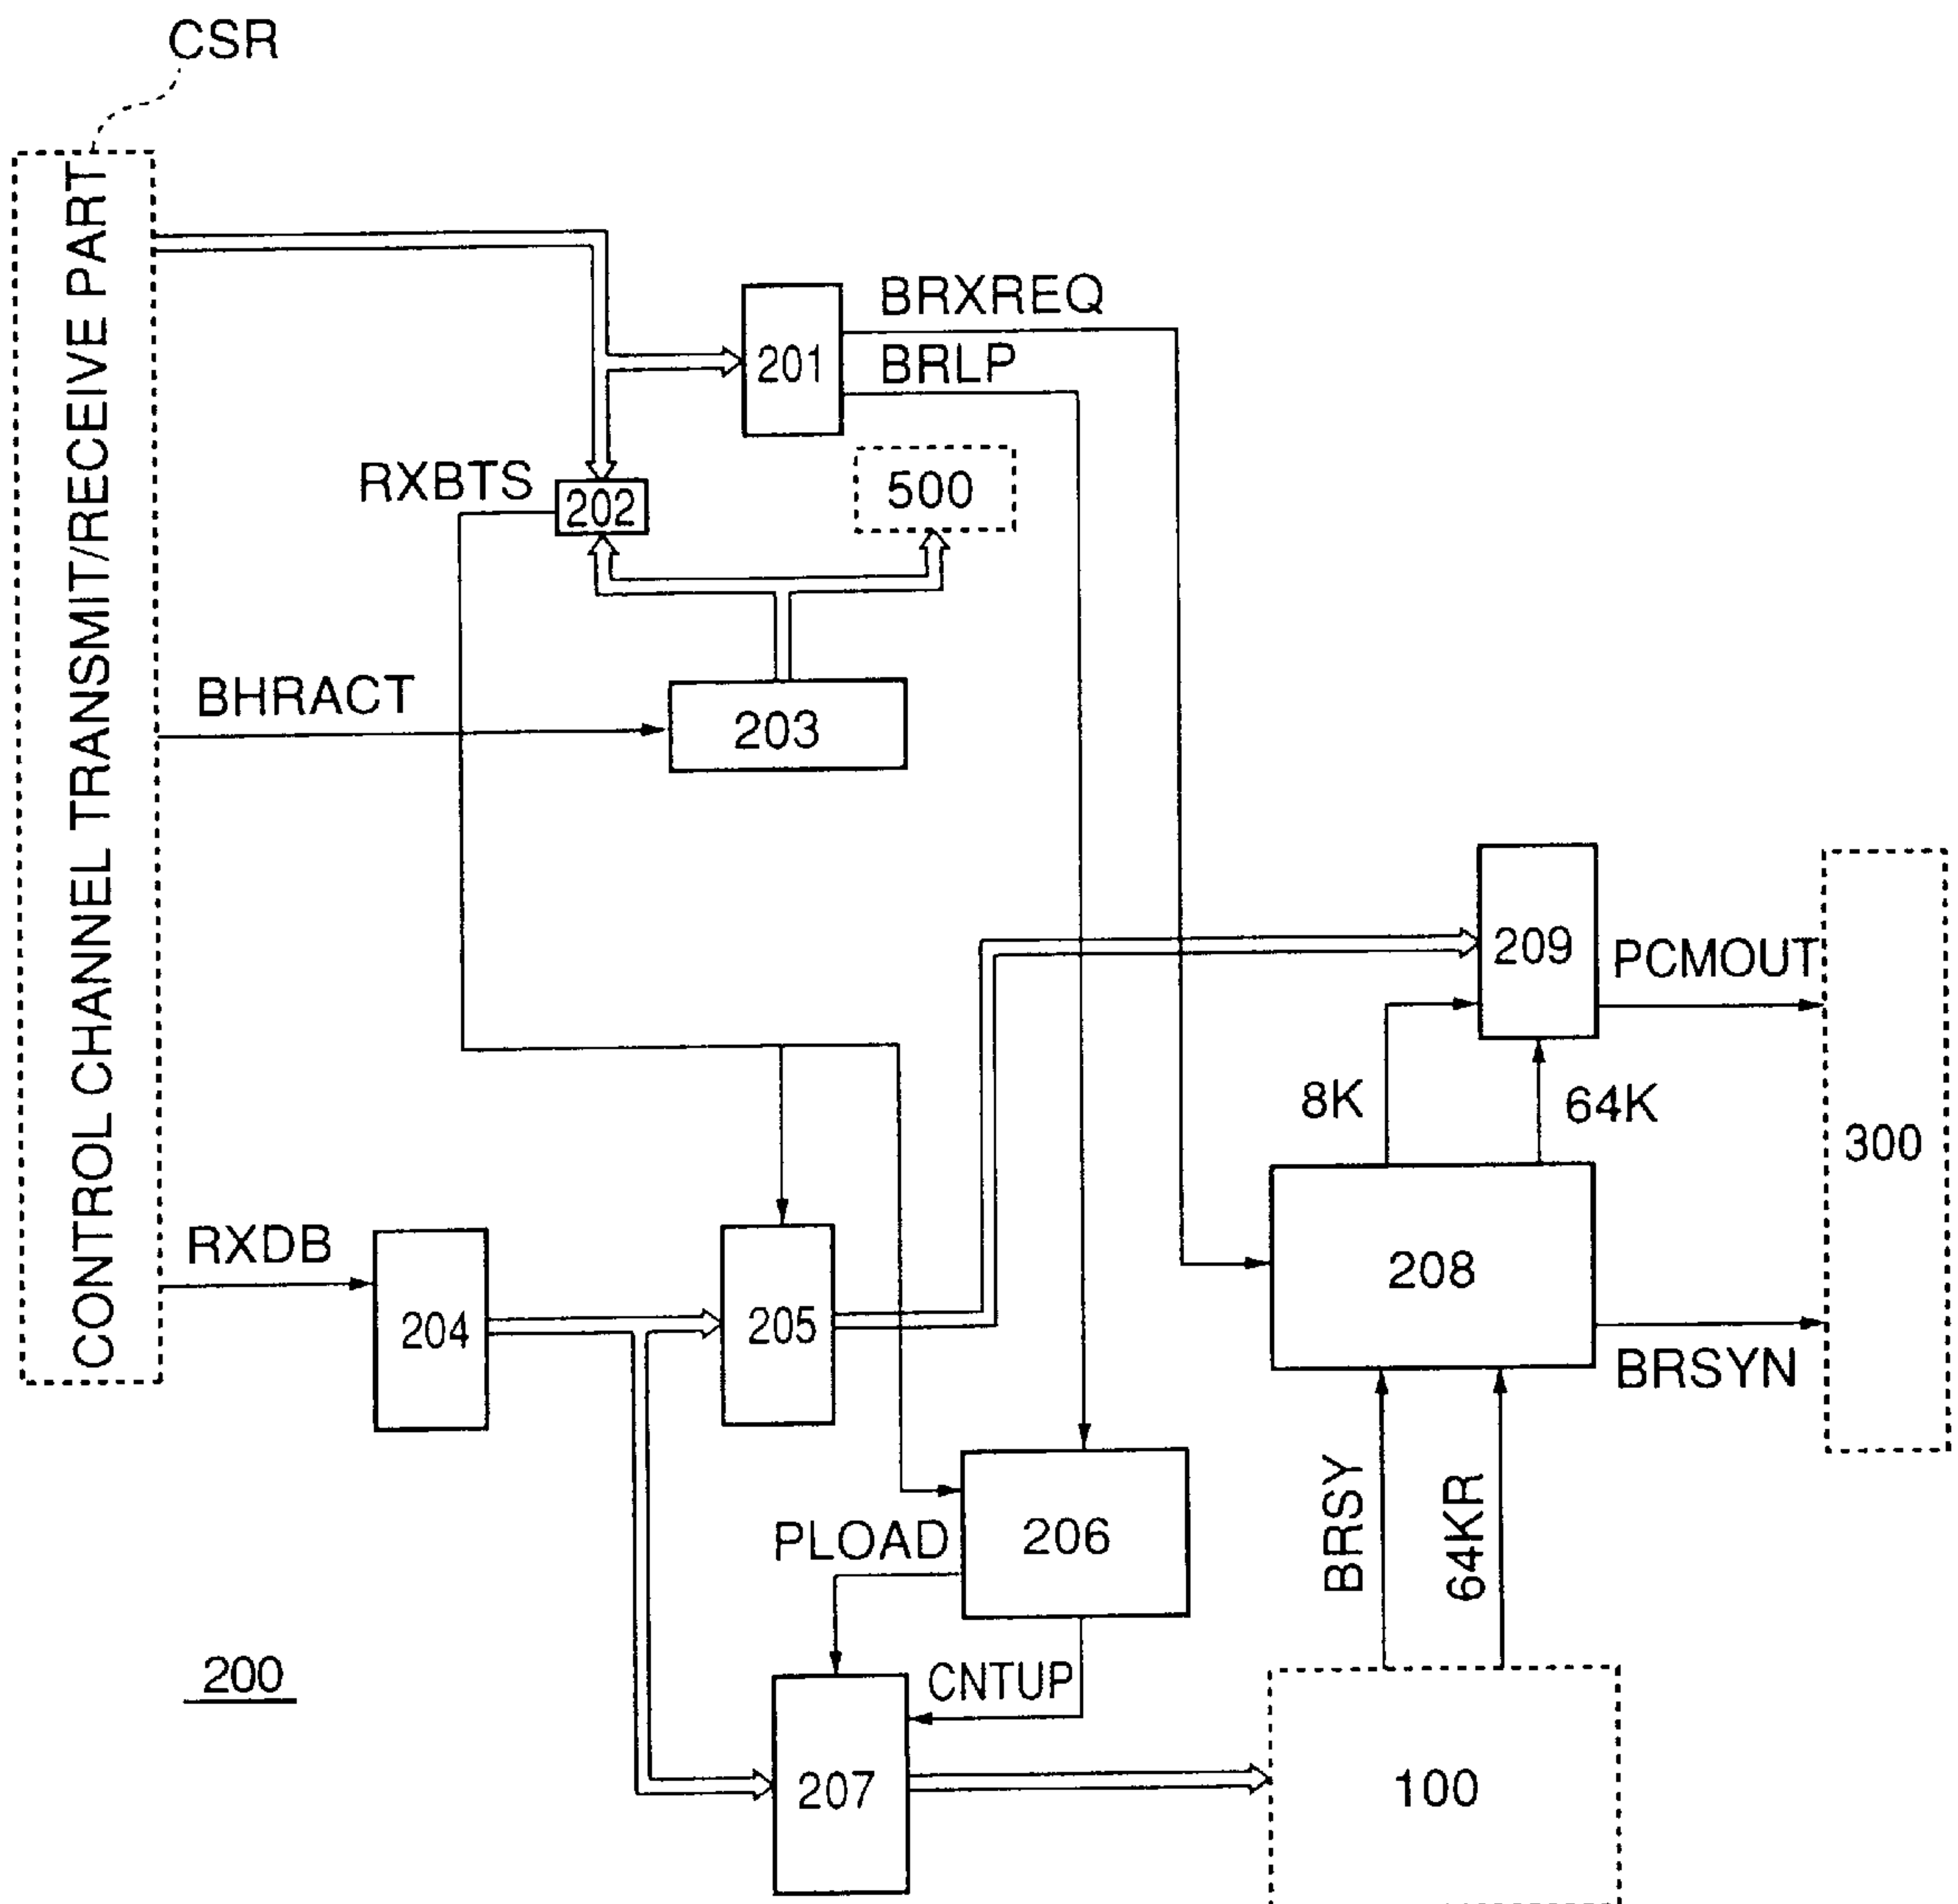 CSR
CONTROL CHANNEL TRANSMIT/RECEIVE PART
BRXREQ
201
BRLP
RXBTS
202
500
BHRACT
203
209
PCMOUT
8K
64K
300
RXDB
204
205
208
BRSYN
BRSY
64KR
PLOAD
206
200
CNTUP
207
100